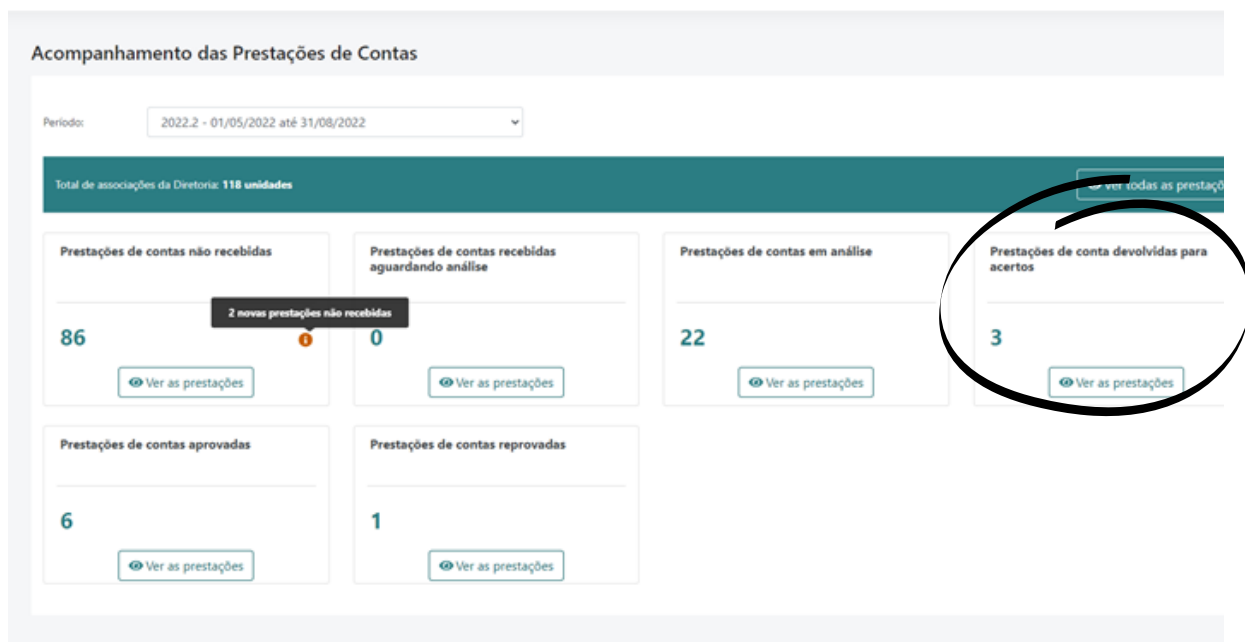 Acompanhamento das Prestações de Contas
Período:
2022.2 - 01/05/2022 até 31/08/2022
Total de associações da Diretoria: 118 unidades
Ver todas as
Prestações de contas não recebidas
2 novas prestações não recebidas
86
Ver as prestações
Prestações de contas recebidas
aguardando análise
0
Ver as prestações
Prestações de contas em análise
22
Ver as prestações
Prestações de conta devolvidas para
acertos
3
Ver as prestações
Prestações de contas aprovadas
6
Ver as prestações
Prestações de contas reprovadas
1
Ver as prestações